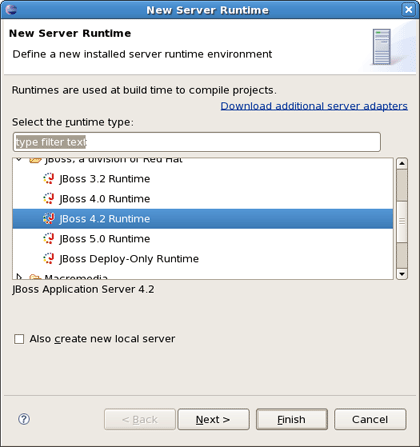 New Server Runtime
New Server Runtime
Define a new installed server runtime environment
Runtimes are used at build time to compile projects.
Download additional server adapters
Select the runtime type:
type filter text
JBoss, a division of Red Hat
JBoss 3.2 Runtime
JBoss 4.0 Runtime
JBoss 4.2 Runtime
JBoss 5.0 Runtime
JBoss Deploy-Only Runtime
Macromedia
JBoss Application Server 4.2
Also create new local server
? < Back Next > Finish Cancel